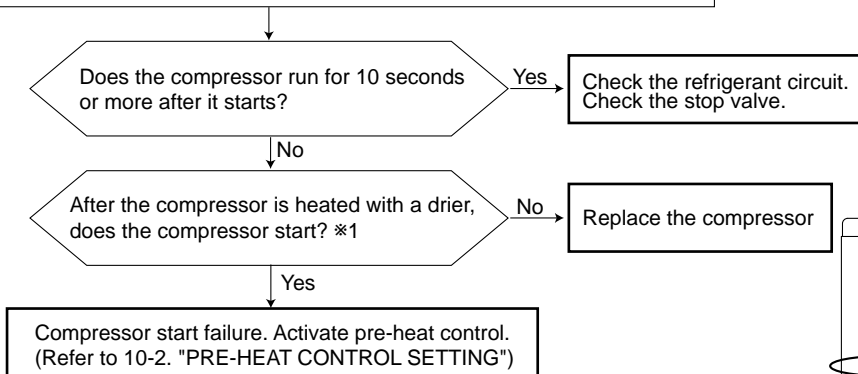 Does the compressor run for 10 seconds
or more after it starts?
Yes
Check the refrigerant circuit.
Check the stop valve.
No
After the compressor is heated with a drier,
does the compressor start? ※1
No
Replace the compressor
Yes
Compressor start failure. Activate pre-heat control.
(Refer to 10-2. "PRE-HEAT CONTROL SETTING")